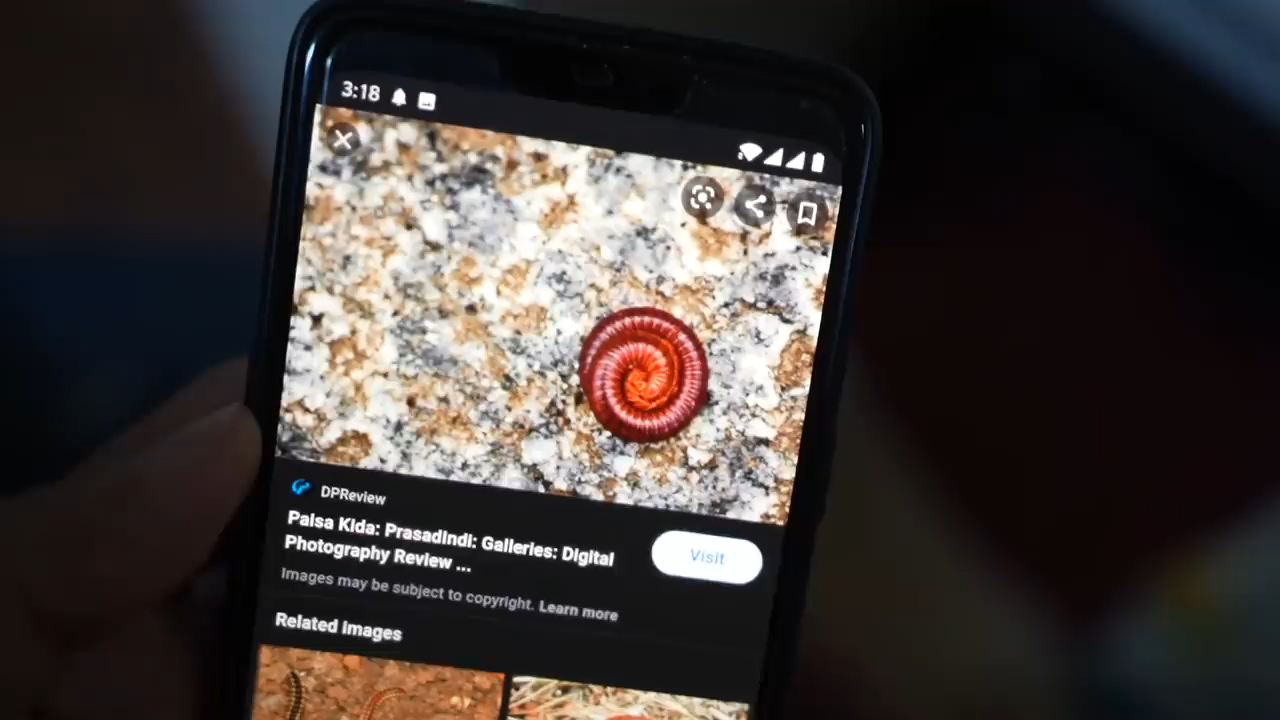 3:18
DPReview
Paisa Kida: Prasadindi: Galleries: Digital
Photography Review ...
Visit
Images may be subject to copyright. Learn more
Related images